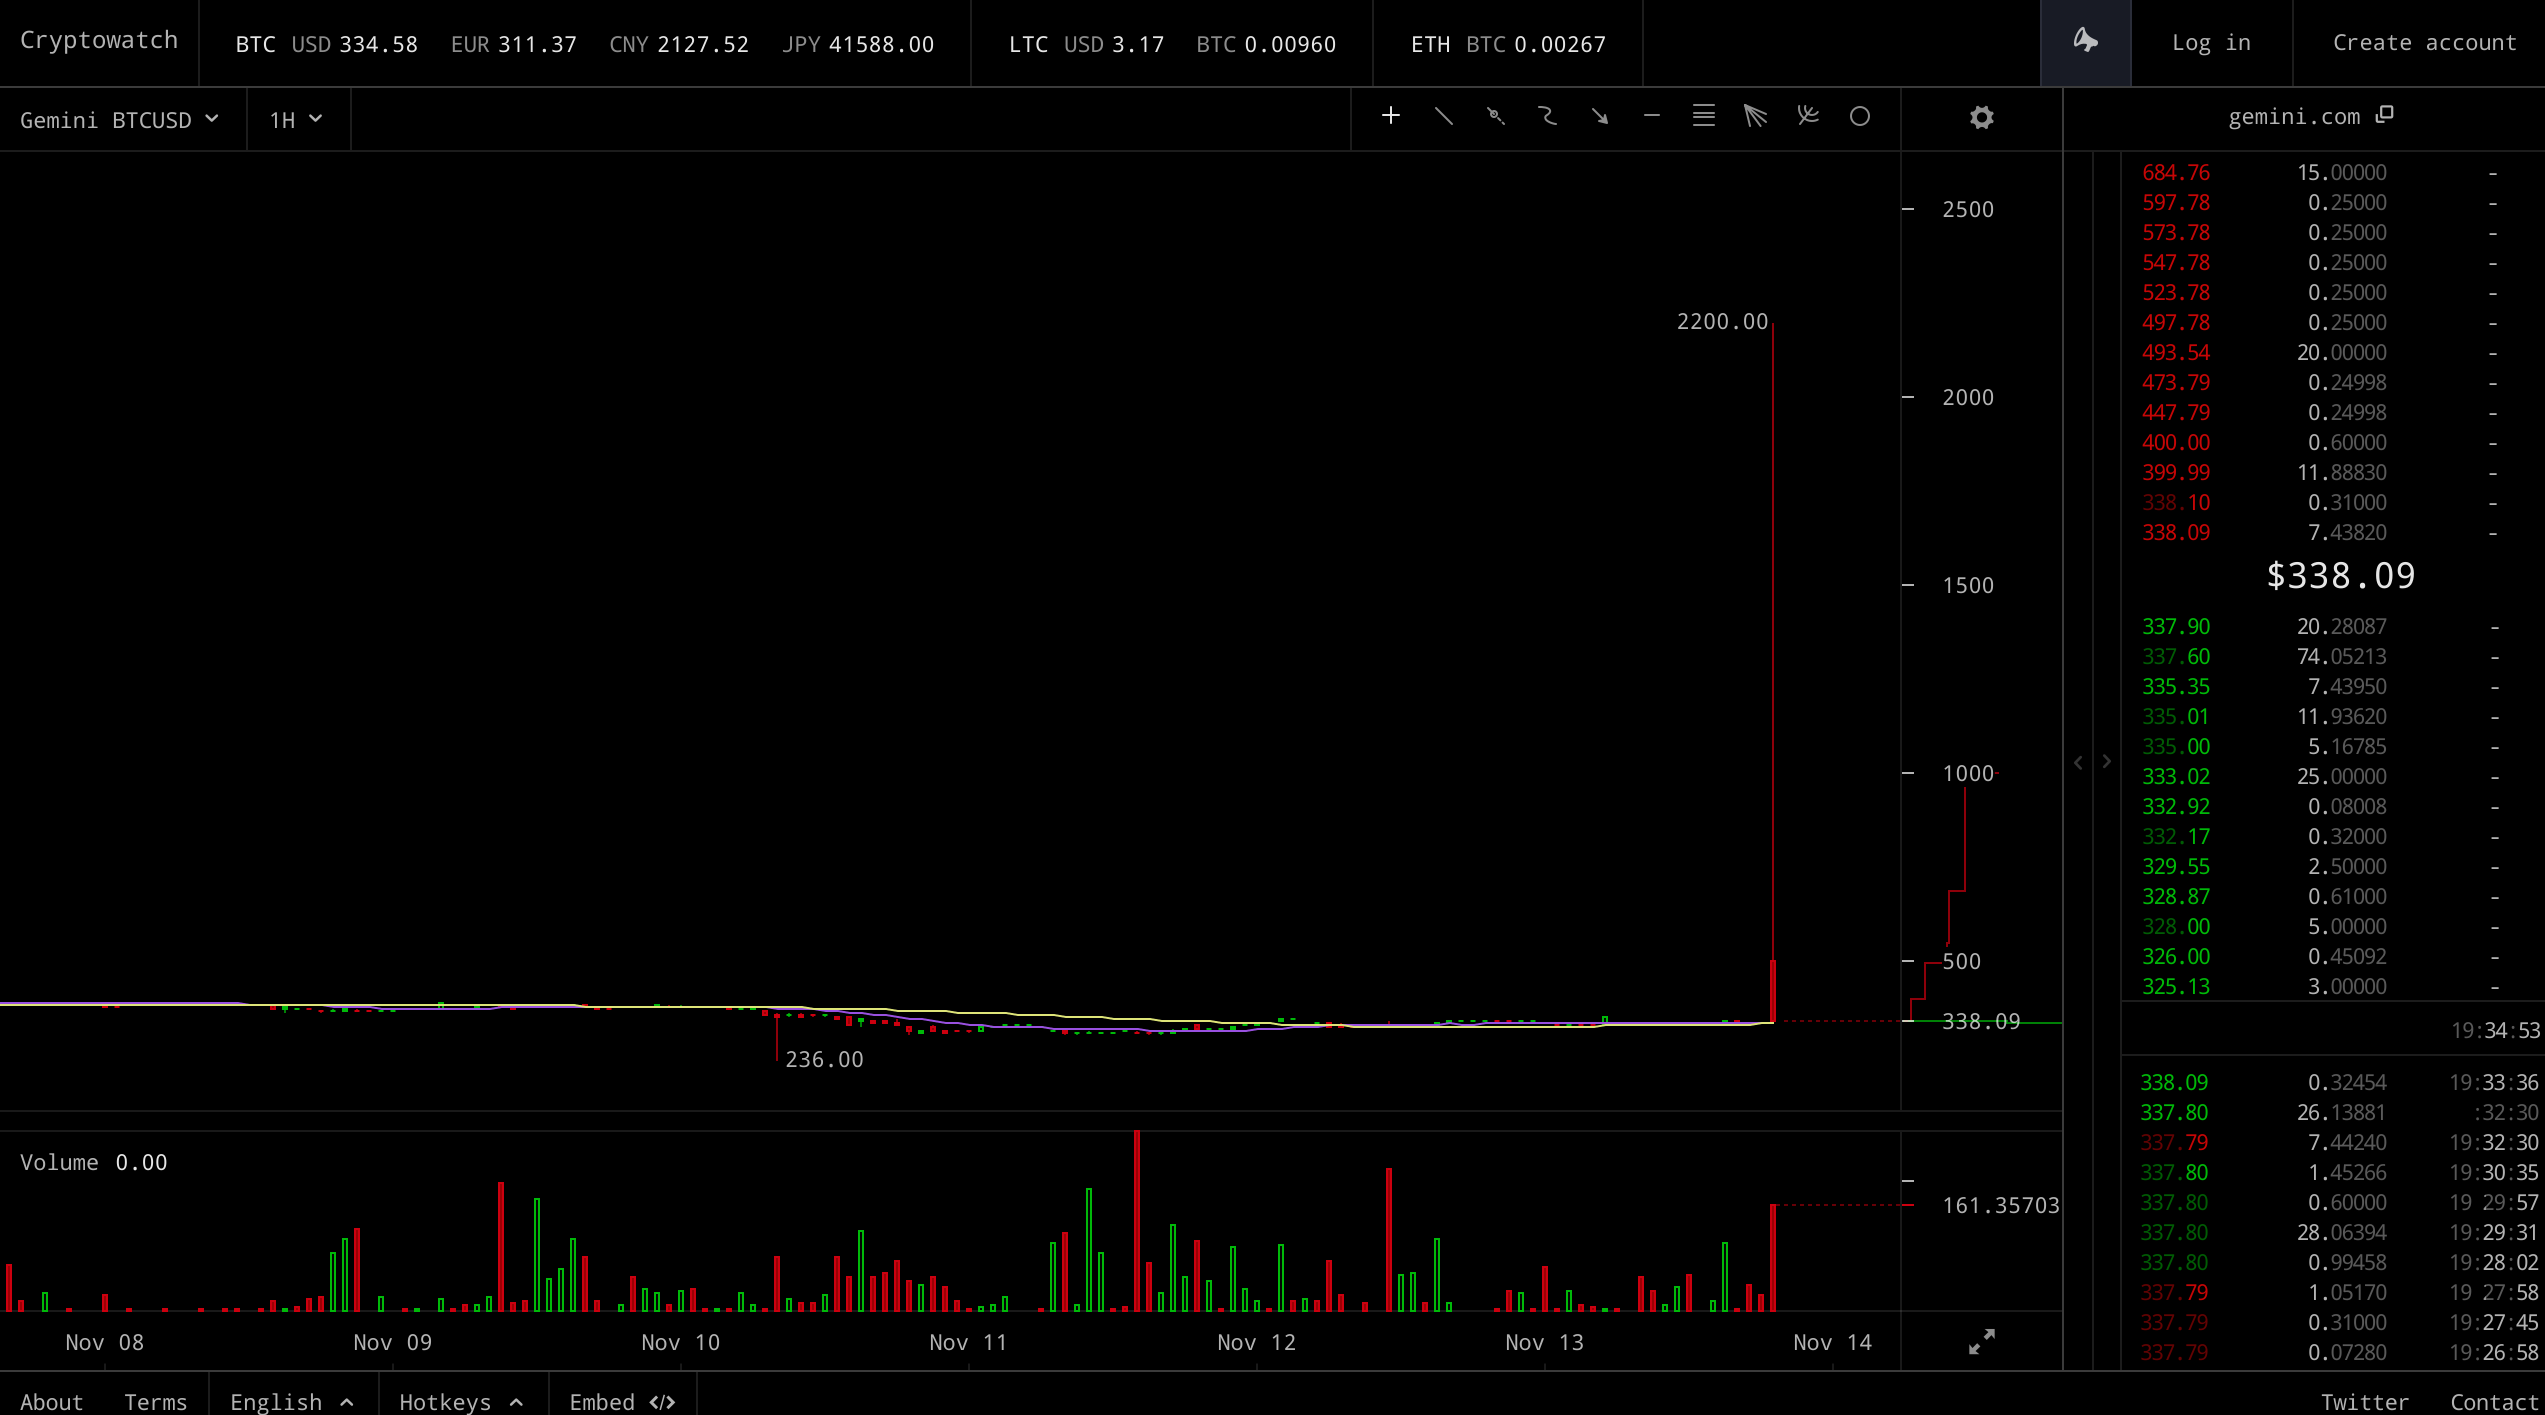 Cryptowatch BTC USD 334.58 EUR 311.37 CNY 2127.52 JPY 41588.00 LTC USD 3.17 BTC 0.00960 ETH BTC 0.00267 Log in Create account
Gemini BTCUSD 1H gemini.com
2500
2200.00
2000
1500
1000
500
338.09
236.00
Volume 0.00
161.35703
Nov 08 Nov 09 Nov 10 Nov 11 Nov 12 Nov 13 Nov 14
684.76 15.00000 -
597.78 0.25000 -
573.78 0.25000 -
547.78 0.25000 -
523.78 0.25000 -
497.78 0.25000 -
493.54 20.00000 -
473.79 0.24998 -
447.79 0.24998 -
400.00 0.60000 -
399.99 11.88830 -
338.10 0.31000 -
338.09 7.43820 -
$338.09
337.90 20.28087 -
337.60 74.05213 -
335.35 7.43950 -
335.01 11.93620 -
335.00 5.16785 -
333.02 25.00000 -
332.92 0.08008 -
332.17 0.32000 -
329.55 2.50000 -
328.87 0.61000 -
328.00 5.00000 -
326.00 0.45092 -
325.13 3.00000 -
19:34:53
338.09 0.32454 19:33:36
337.80 26.13881 :32:30
337.79 7.44240 19:32:30
337.80 1.45266 19:30:35
337.80 0.60000 19 29:57
337.80 28.06394 19:29:31
337.80 0.99458 19:28:02
337.79 1.05170 19 27:58
337.79 0.31000 19:27:45
337.79 0.07280 19:26:58
About Terms English Hotkeys Embed </> Twitter Contact